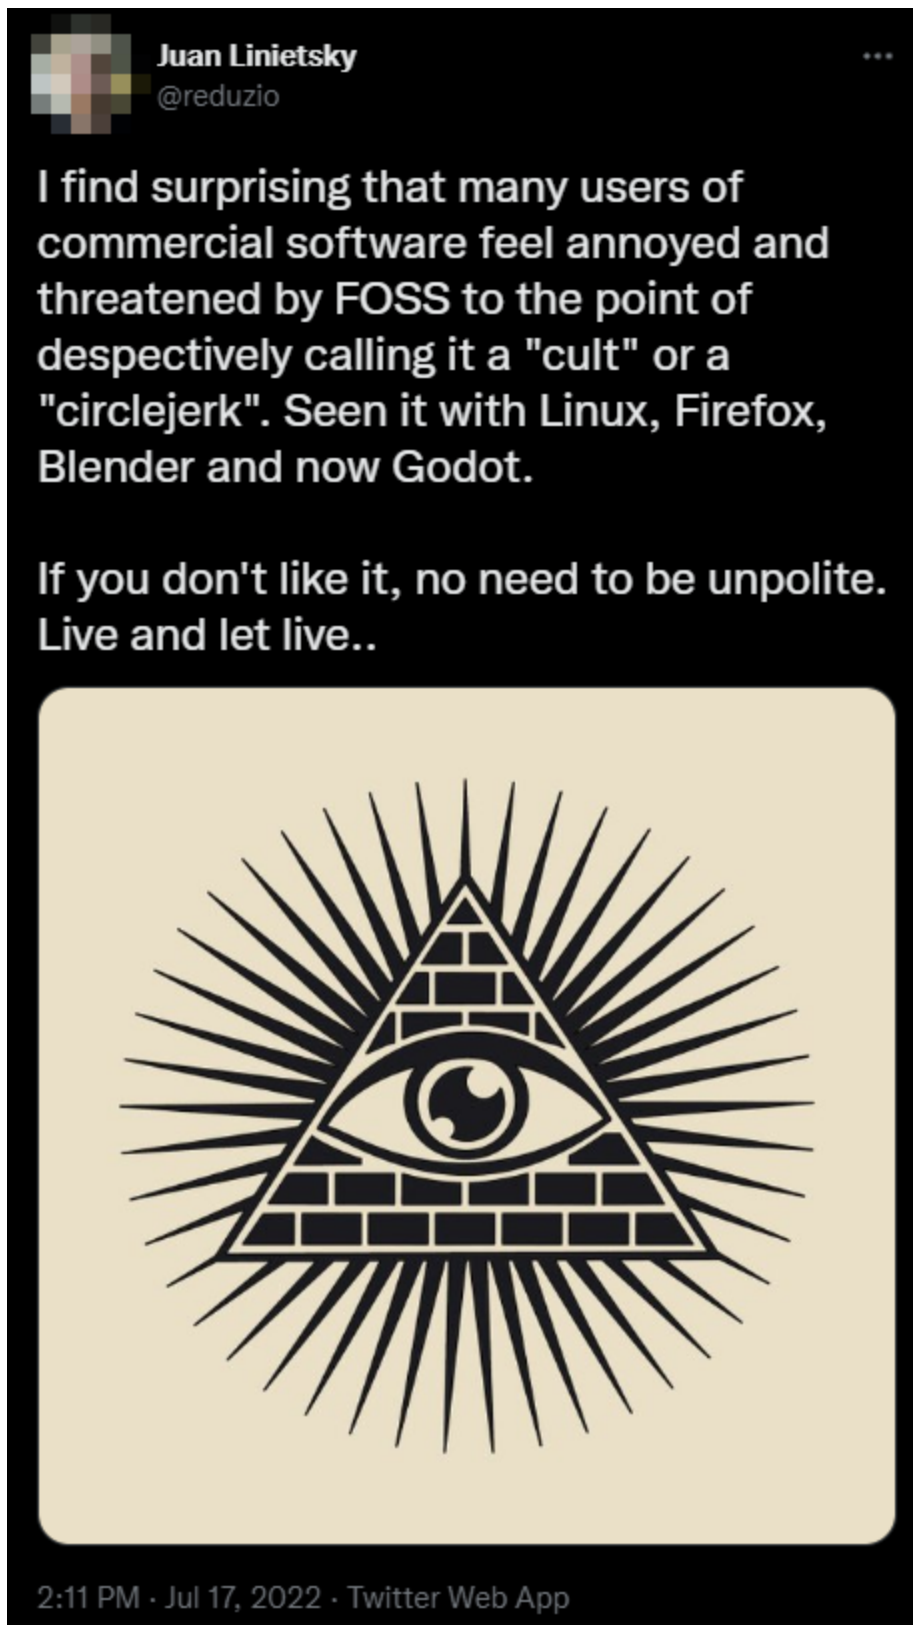 Juan Linietsky
@reduzio
I find surprising that many users of
commercial software feel annoyed and
threatened by FOSS to the point of
despectively calling it a "cult" or a
"circlejerk". Seen it with Linux, Firefox,
Blender and now Godot.
If you don't like it, no need to be unpolite.
Live and let live..
2:11 PM · Jul 17, 2022 · Twitter Web App